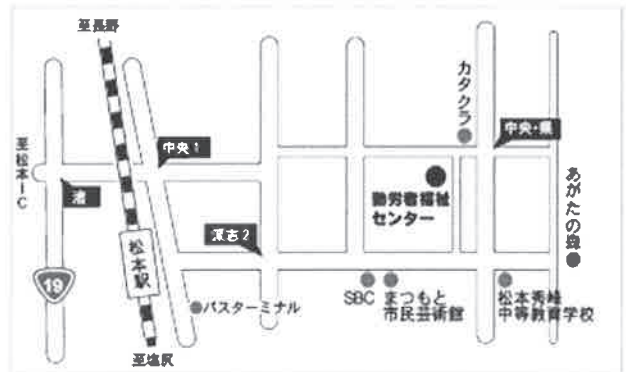 至長野
カタクラ
中央1
中央・県
至松本IC
渚
勤労者福祉
センター
あがたの森
深志2
松本駅
19
バスターミナル
SBC
まつもと
市民芸術館
松本秀峰
中等教育学校
至塩尻